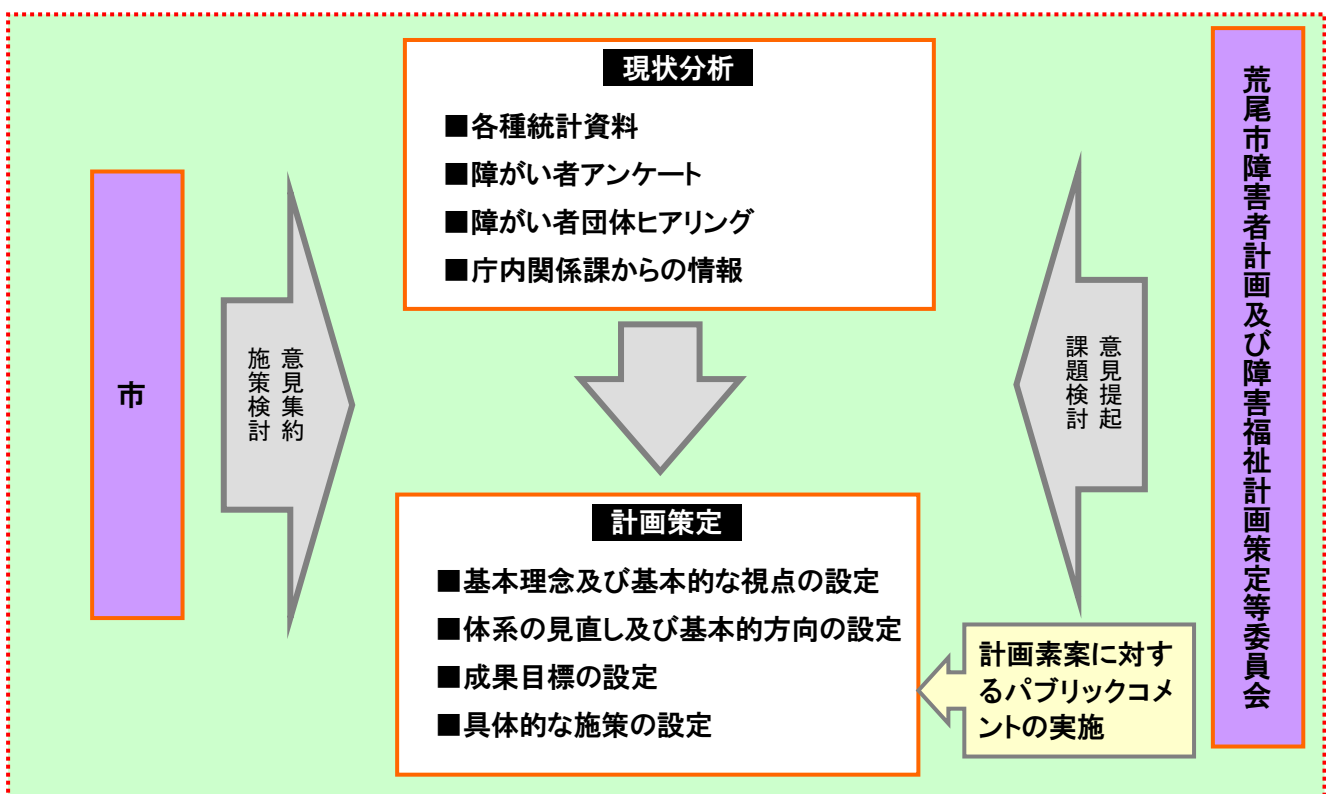 現状分析
■各種統計資料
■障がい者アンケート
■障がい者団体ヒアリング
■庁内関係課からの情報
市
意見集約
施策検討
意見提起
課題検討
荒尾市障害者計画及び障害福祉計画策定等委員会
計画策定
■基本理念及び基本的な視点の設定
■体系の見直し及び基本的方向の設定
■成果目標の設定
■具体的な施策の設定
計画素案に対す
るパブリックコメ
ントの実施